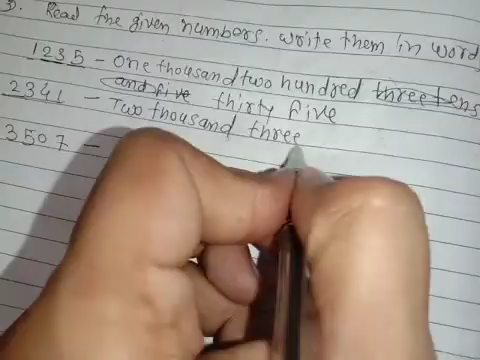 3. Read the given numbers. write them in word
1235 - One thousand two hundred three tens
and five thirty five
2341 - Two thousand three
3507 -